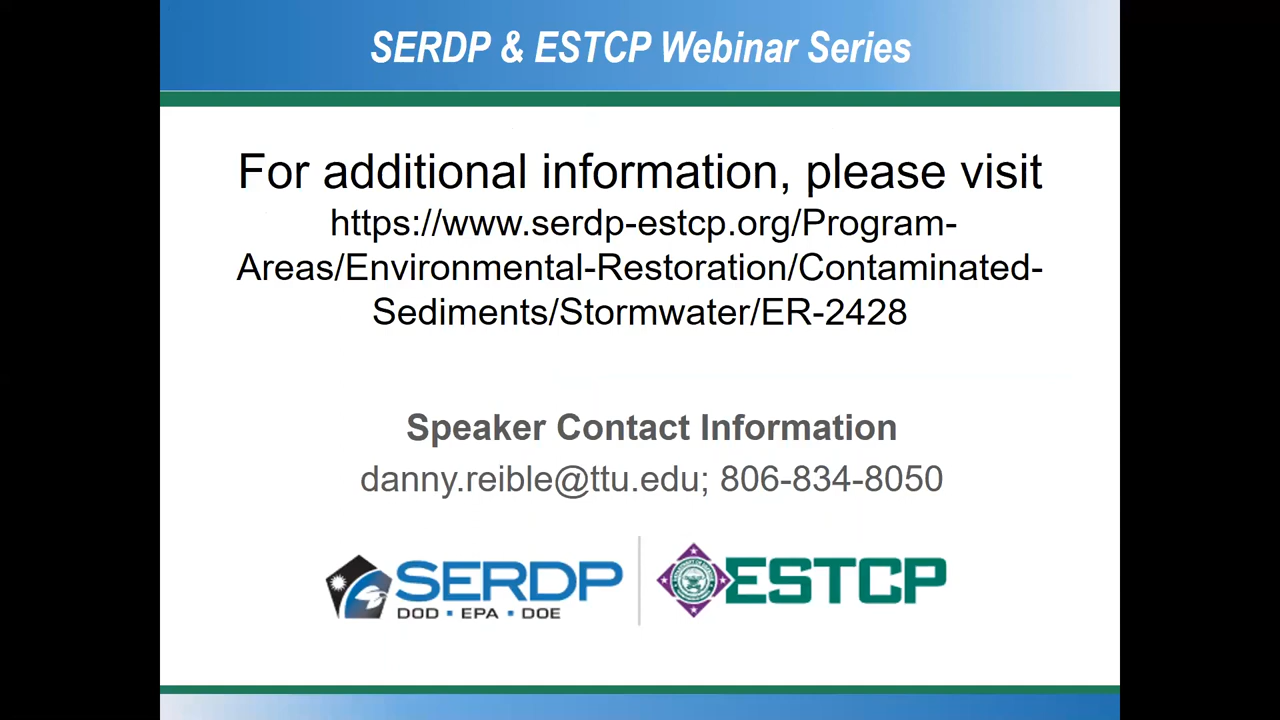 SERDP & ESTCP Webinar Series
For additional information, please visit
https://www.serdp-estcp.org/Program-
Areas/Environmental-Restoration/Contaminated-
Sediments/Stormwater/ER-2428
Speaker Contact Information
danny.reible@ttu.edu; 806-834-8050
SERDP
DOD • EPA • DOE
ESTCP